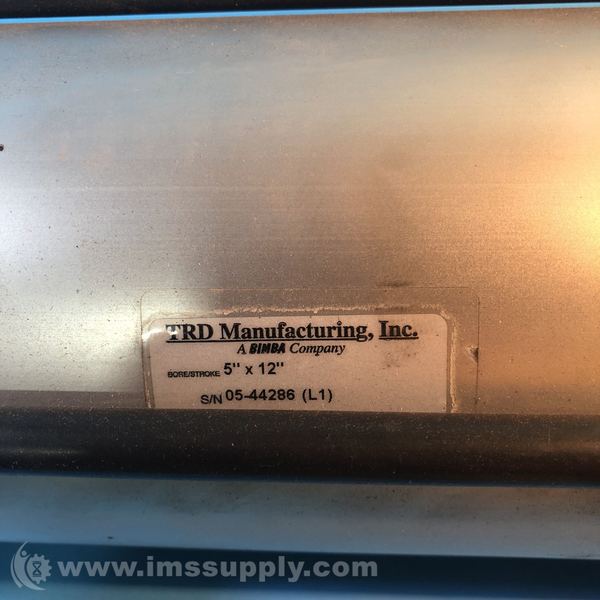 TRD Manufacturing, Inc.
A BIMBA Company
BORE/STROKE 5" x 12"
S/N 05-44286 (L1)
www.imssupply.com